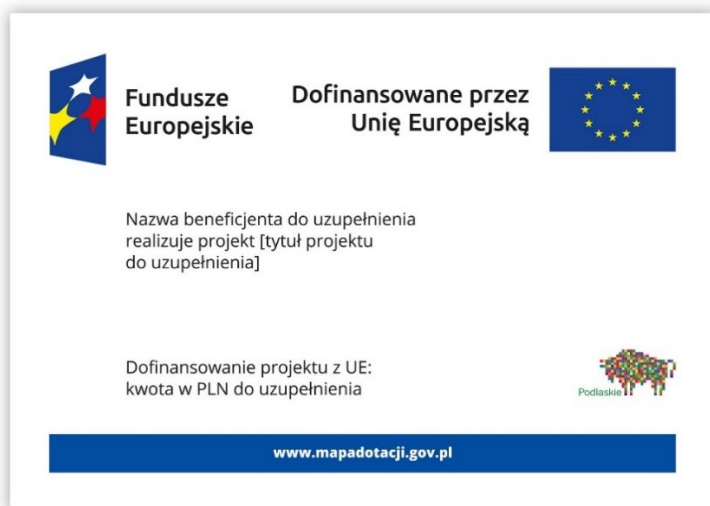 Fundusze
Europejskie
Dofinansowane przez
Unię Europejską
Nazwa beneficjenta do uzupełnienia
realizuje projekt [tytuł projektu
do uzupełnienia]
Dofinansowanie projektu z UE:
kwota w PLN do uzupełnienia
Podlaskie
www.mapadotacji.gov.pl